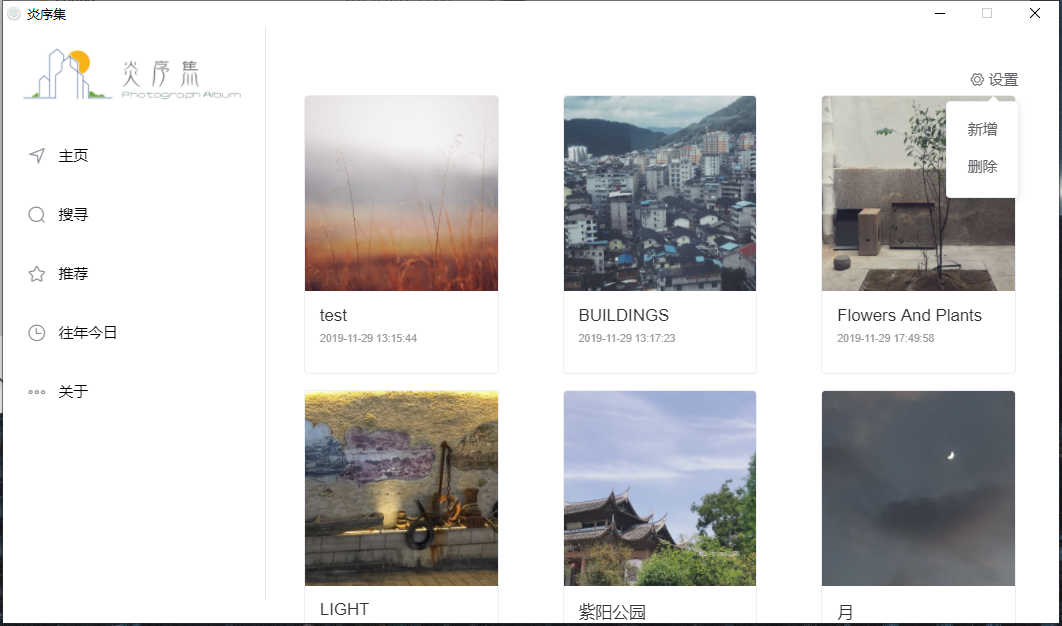 炎序集
炎序集
Photograph Album
设置
新增
删除
主页
搜寻
推荐
往年今日
关于
test
2019-11-29 13:15:44
BUILDINGS
2019-11-29 13:17:23
Flowers And Plants
2019-11-29 17:49:58
LIGHT
紫阳公园
月